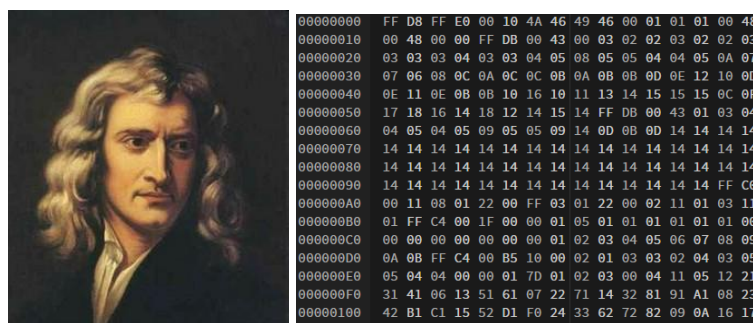 00000000 FF D8 FF E0 00 10 4A 46 49 46 00 01 01 01 00 48
00000010 00 48 00 00 FF DB 00 43 00 03 02 02 03 02 02 03
00000020 03 03 03 04 03 03 04 05 08 05 05 04 04 05 0A 07
00000030 07 06 08 0C 0A 0C 0C 0B 0A 0B 0B 0D 0E 12 10 0D
00000040 0E 11 0E 0B 0B 10 16 10 11 13 14 15 15 15 0C 0F
00000050 17 18 16 14 18 12 14 15 14 FF DB 00 43 01 03 04
00000060 04 05 04 05 09 05 05 09 14 0D 0B 0D 14 14 14 14
00000070 14 14 14 14 14 14 14 14 14 14 14 14 14 14 14 14
00000080 14 14 14 14 14 14 14 14 14 14 14 14 14 14 14 14
00000090 14 14 14 14 14 14 14 14 14 14 14 14 14 14 FF C0
000000A0 00 11 08 01 22 00 FF 03 01 22 00 02 11 01 03 11
000000B0 01 FF C4 00 1F 00 00 01 05 01 01 01 01 01 01 00
000000C0 00 00 00 00 00 00 00 01 02 03 04 05 06 07 08 09
000000D0 0A 0B FF C4 00 B5 10 00 02 01 03 03 02 04 03 05
000000E0 05 04 04 00 00 01 7D 01 02 03 00 04 11 05 12 21
000000F0 31 41 06 13 51 61 07 22 71 14 32 81 91 A1 08 23
00000100 42 B1 C1 15 52 D1 F0 24 33 62 72 82 09 0A 16 17